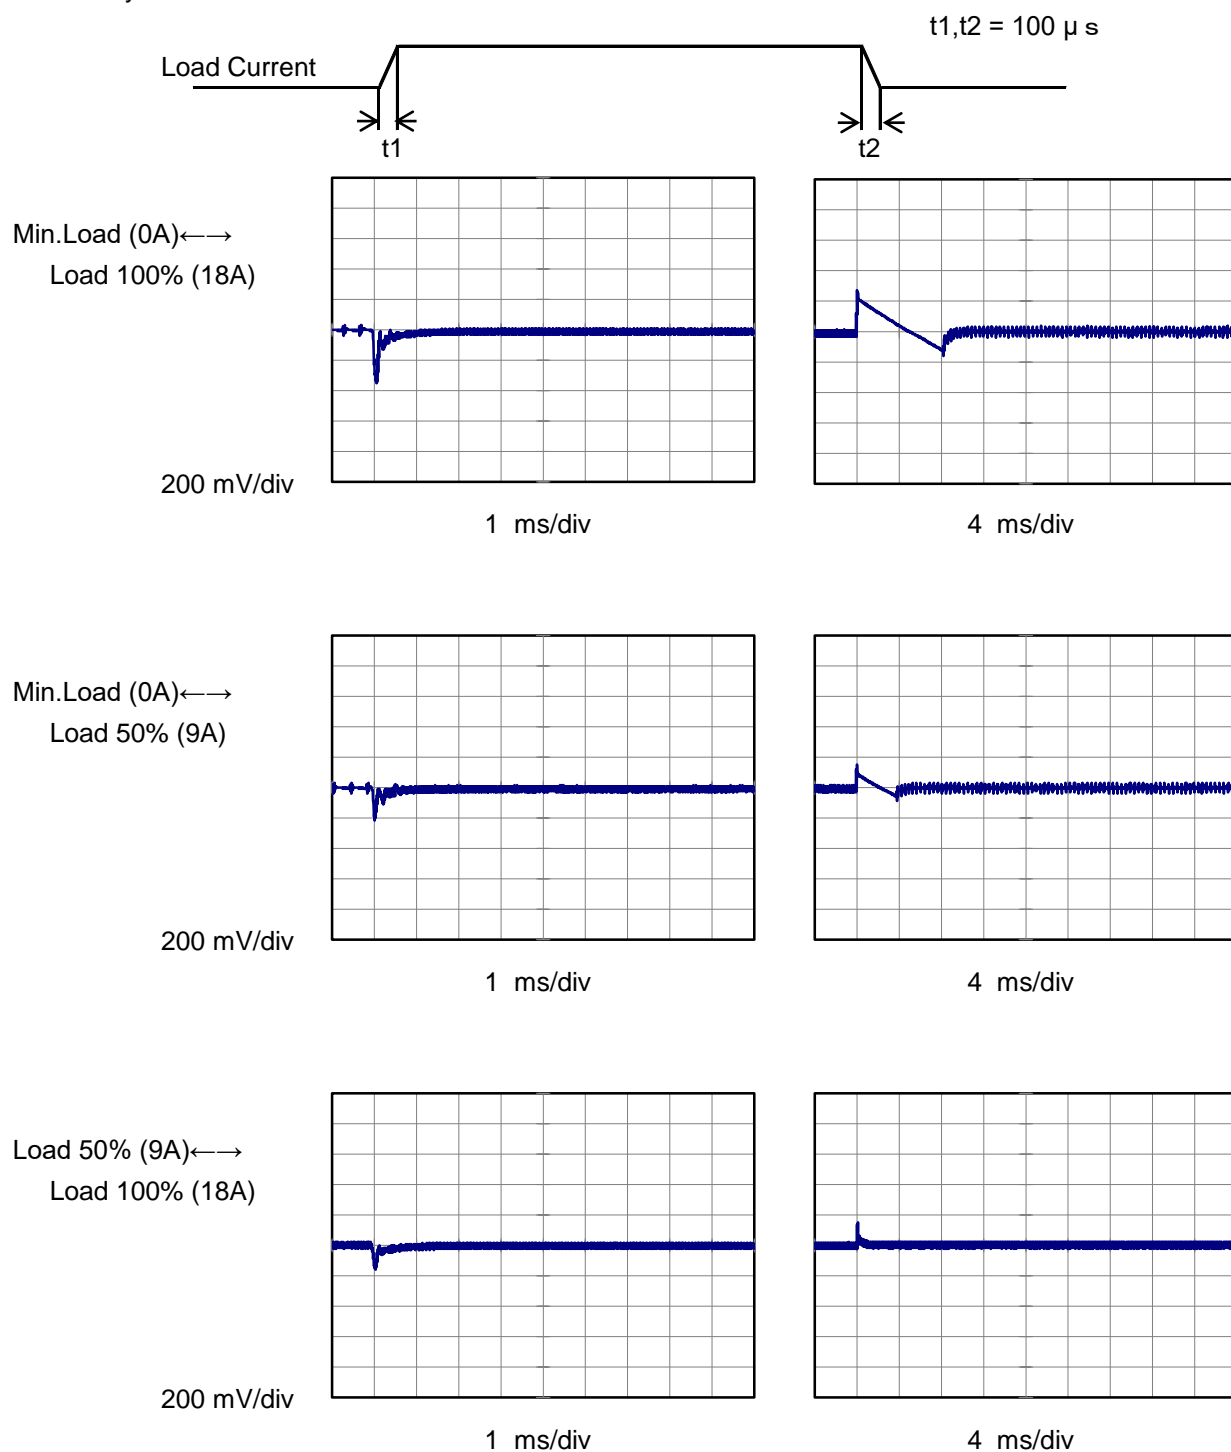 t1,t2 = 100 μ s
Load Current
t1
t2
Min.Load (0A)←→
Load 100% (18A)
200 mV/div
1 ms/div
4 ms/div
Min.Load (0A)←→
Load 50% (9A)
200 mV/div
1 ms/div
4 ms/div
Load 50% (9A)←→
Load 100% (18A)
200 mV/div
1 ms/div
4 ms/div